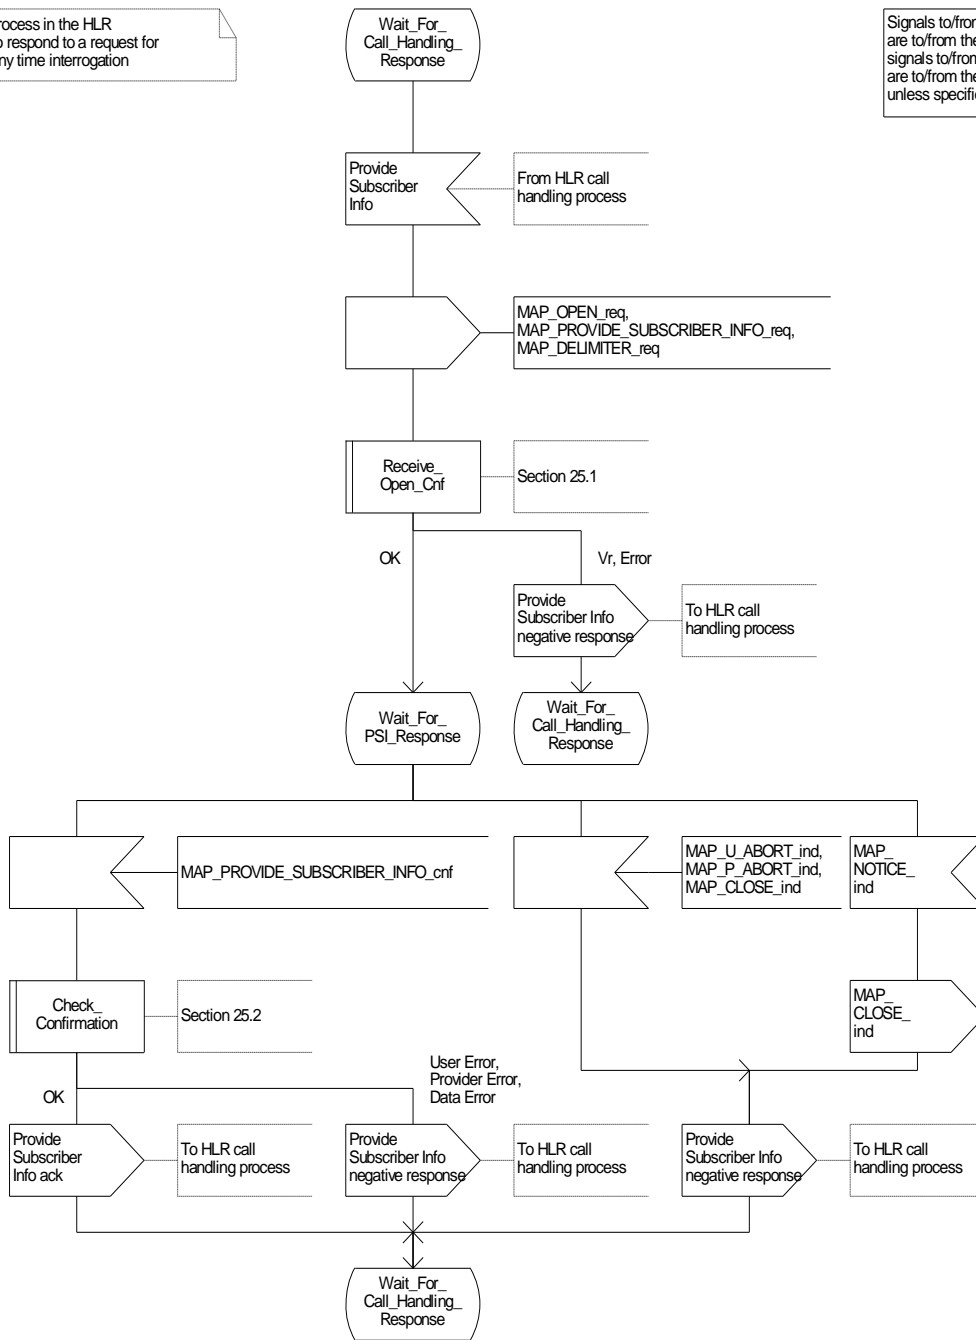 rocess in the HLR
o respond to a request for
ny time interrogation
Wait_For_
Call_Handling_
Response
Signals to/from
are to/from the
signals to/from
are to/from the
unless specifie
Provide
Subscriber
Info
From HLR call
handling process
MAP_OPEN_req,
MAP_PROVIDE_SUBSCRIBER_INFO_req,
MAP_DELIMITER_req
Receive_
Open_Cnf
Section 25.1
OK
Vr, Error
Provide
Subscriber Info
negative response
To HLR call
handling process
Wait_For_
PSI_Response
Wait_For_
Call_Handling_
Response
MAP_PROVIDE_SUBSCRIBER_INFO_cnf
MAP_U_ABORT_ind,
MAP_P_ABORT_ind,
MAP_CLOSE_ind
MAP_
NOTICE_
ind
Check_
Confirmation
Section 25.2
MAP_
CLOSE_
ind
OK
User Error,
Provider Error,
Data Error
Provide
Subscriber
Info ack
To HLR call
handling process
Provide
Subscriber Info
negative response
To HLR call
handling process
Provide
Subscriber Info
negative response
To HLR call
handling process
Wait_For_
Call_Handling_
Response